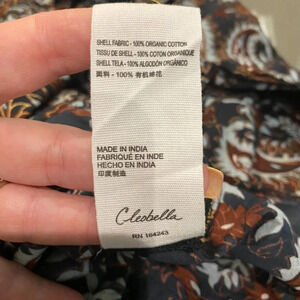 SHELL FABRIC - 100% ORGANIC COTTON
TISSU DE SHELL - 100% COTON ORGANIQUE
SHELL TELA - 100% ALGODÓN ORGÁNICO
面料 - 100% 有机棉花
MADE IN INDIA
FABRIQUÉ EN INDE
HECHO EN INDIA
印度制造
Cleobella
RN 164243